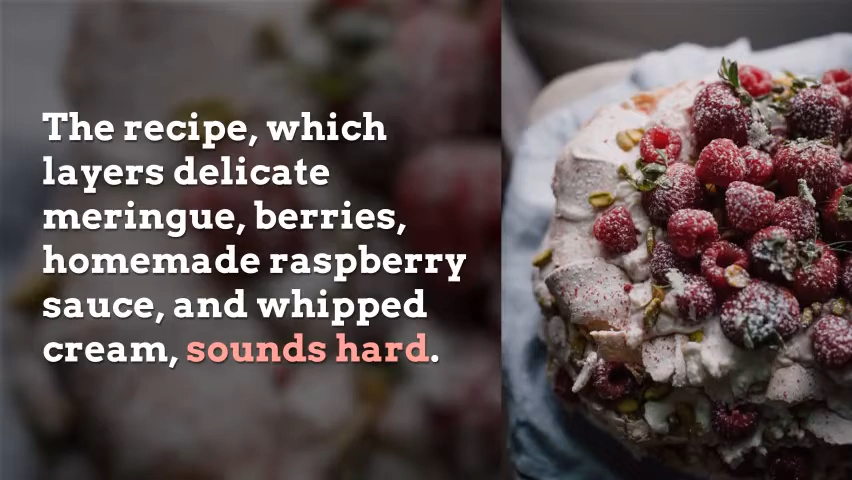 The recipe, which
layers delicate
meringue, berries,
homemade raspberry
sauce, and whipped
cream, sounds hard.